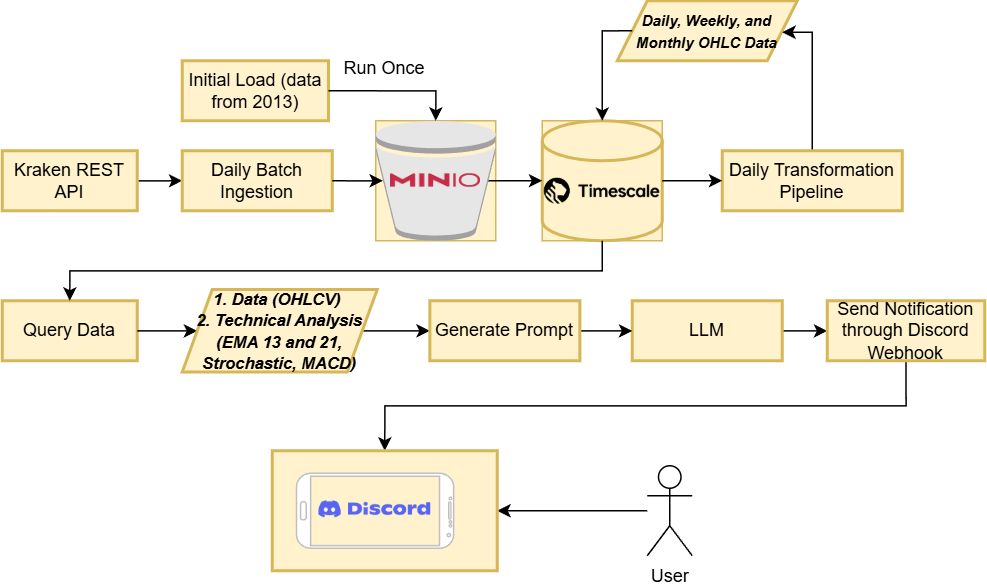 Daily, Weekly, and
Monthly OHLC Data
Run Once
Initial Load (data
from 2013)
Kraken REST
API
Daily Batch
Ingestion
MINIO
Timescale
Daily Transformation
Pipeline
Query Data
1. Data (OHLCV)
2. Technical Analysis
(EMA 13 and 21,
Strochastic, MACD)
Generate Prompt
LLM
Send Notification
through Discord
Webhook
Discord
User